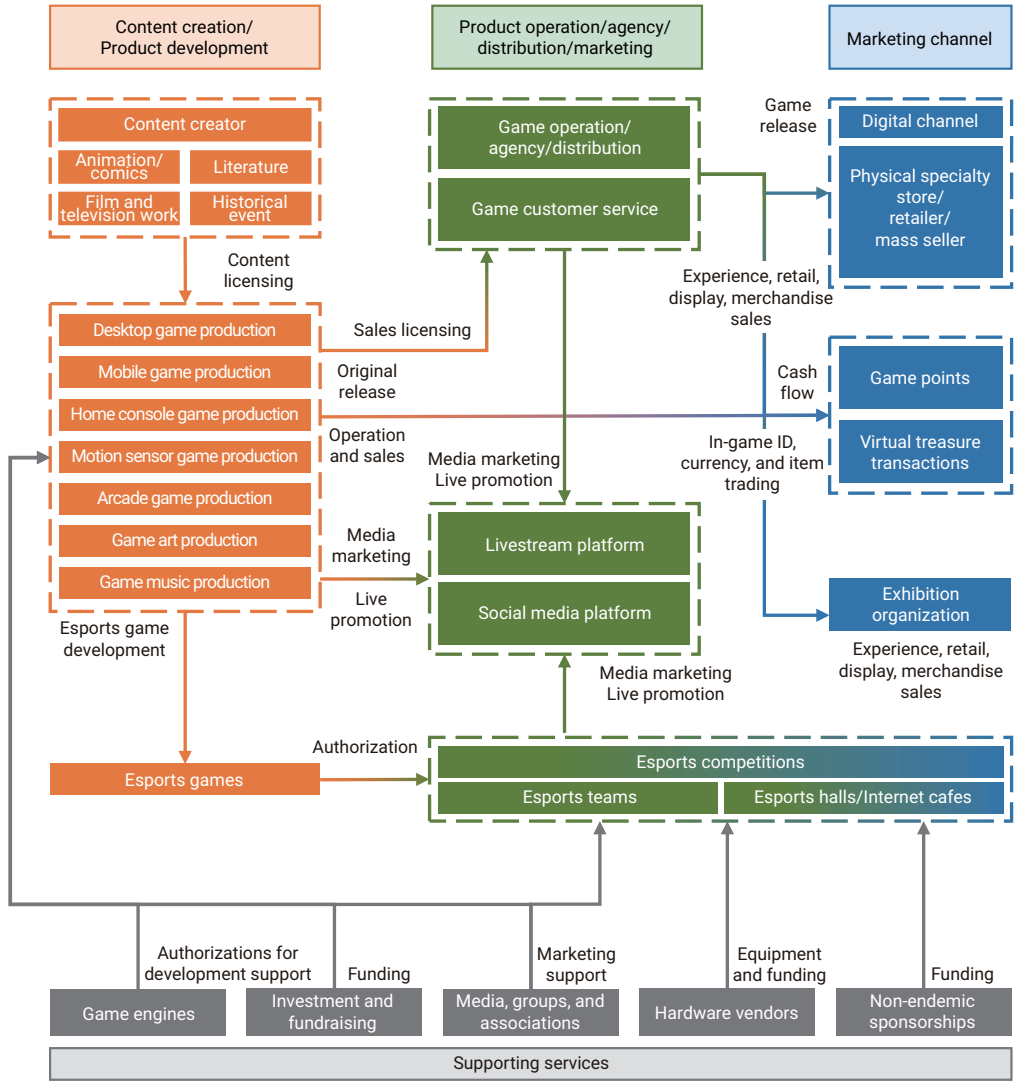 Content creation/
Product development
Product operation/agency/
distribution/marketing
Marketing channel
Content creator
Animation/
comics
Literature
Film and
television work
Historical
event
Content
licensing
Game operation/
agency/distribution
Game customer service
Game
release
Digital channel
Physical specialty
store/
retailer/
mass seller
Experience, retail,
display, merchandise
sales
Desktop game production
Mobile game production
Home console game production
Motion sensor game production
Arcade game production
Game art production
Game music production
Sales licensing
Original
release
Operation
and sales
Cash
flow
Game points
Virtual treasure
transactions
In-game ID,
currency, and item
trading
Media marketing
Live promotion
Media
marketing
Live
promotion
Livestream platform
Social media platform
Exhibition
organization
Experience, retail,
display, merchandise
sales
Esports game
development
Media marketing
Live promotion
Authorization
Esports games
Esports competitions
Esports teams
Esports halls/Internet cafes
Authorizations for
development support
Funding
Marketing
support
Equipment
and funding
Funding
Game engines
Investment and
fundraising
Media, groups, and
associations
Hardware vendors
Non-endemic
sponsorships
Supporting services